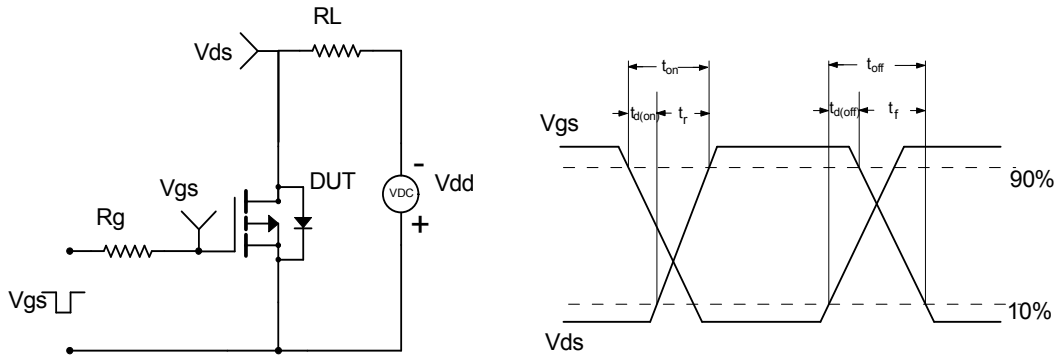 RL
Vds
-
Vgs
DUT
VDC
Vdd
Rg
+
Vgs
ton
toff
td(on)
tr
td(off)
tf
Vgs
90%
10%
Vds